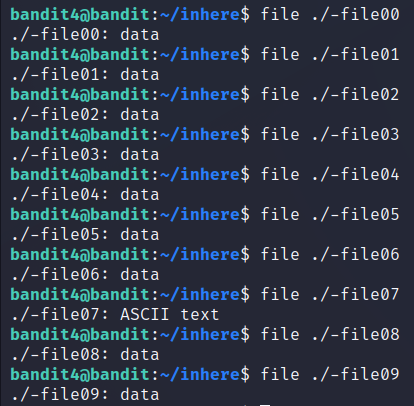 bandit4@bandit:~/inhere$ file ./-file00
./-file00: data
bandit4@bandit:~/inhere$ file ./-file01
./-file01: data
bandit4@bandit:~/inhere$ file ./-file02
./-file02: data
bandit4@bandit:~/inhere$ file ./-file03
./-file03: data
bandit4@bandit:~/inhere$ file ./-file04
./-file04: data
bandit4@bandit:~/inhere$ file ./-file05
./-file05: data
bandit4@bandit:~/inhere$ file ./-file06
./-file06: data
bandit4@bandit:~/inhere$ file ./-file07
./-file07: ASCII text
bandit4@bandit:~/inhere$ file ./-file08
./-file08: data
bandit4@bandit:~/inhere$ file ./-file09
./-file09: data